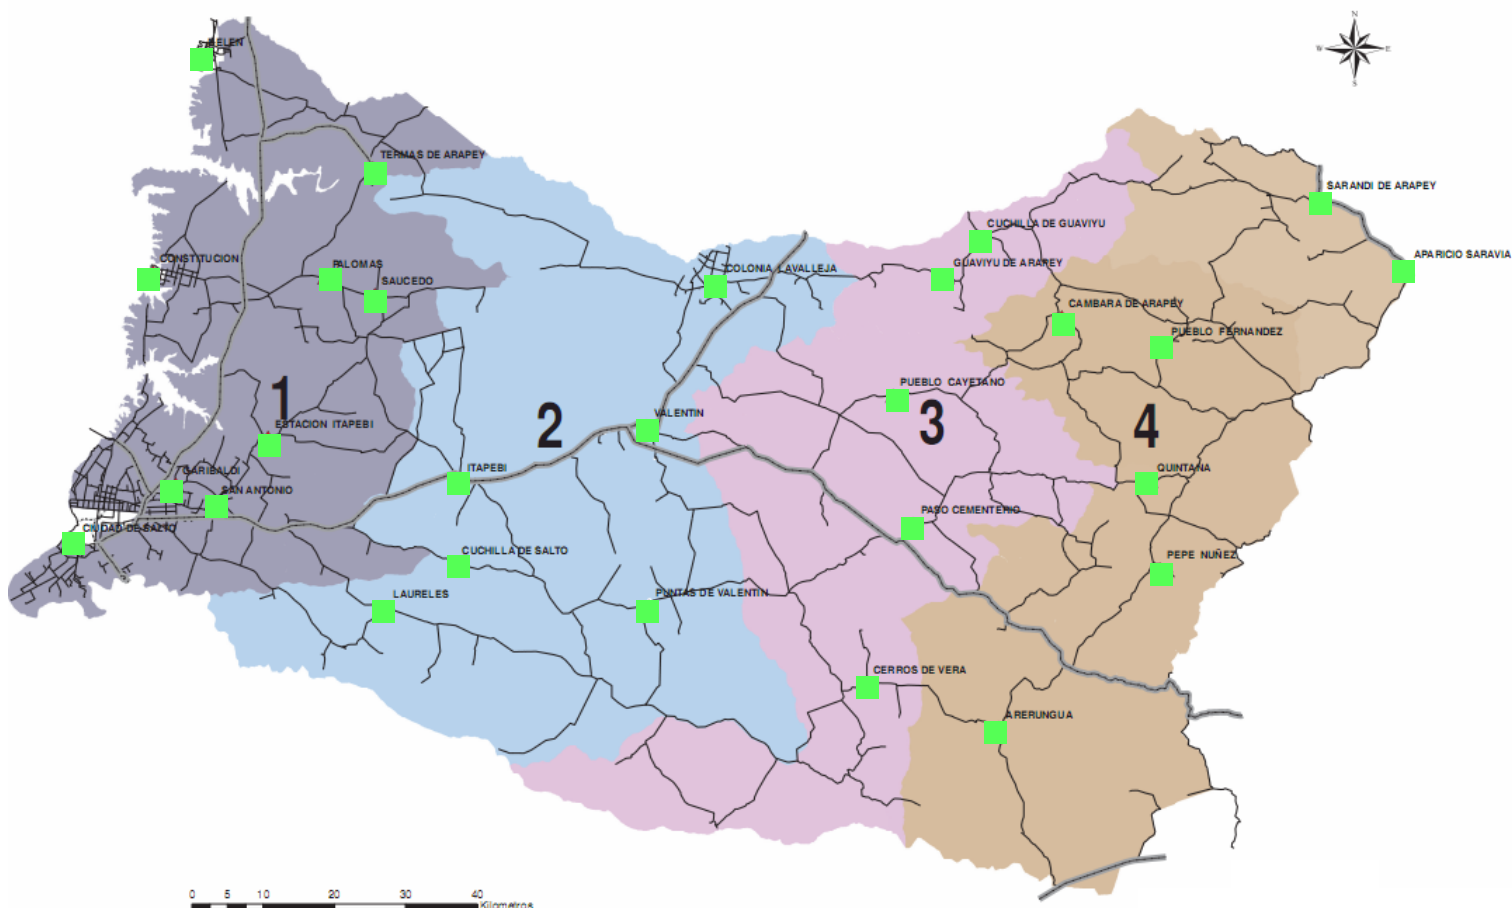 N
W
E
S
BELEN
TERMAS DE ARAPEY
SARANDI DE ARAPEY
CUCHILLA DE GUAVIYU
CONSTITUCION
PALOMAS
SAUCEDO
COLONIA LAVALLEJA
GUAVIYU DE ARAPEY
APARICIO SARAVIA
CAMBARA DE ARAPEY
PUEBLO FERNANDEZ
1
2
3
4
PUEBLO CAYETANO
VALENTIN
ESTACION ITAPEBI
GARIBALDI
SAN ANTONIO
ITAPEBI
QUINTANA
CIUDAD DE SALTO
CUCHILLA DE SALTO
PASO CEMENTERIO
PEPE NUÑEZ
LAURELES
PUNTAS DE VALENTIN
CERROS DE VERA
ARERUNGUA
0 5 10 20 30 40
Kilometros